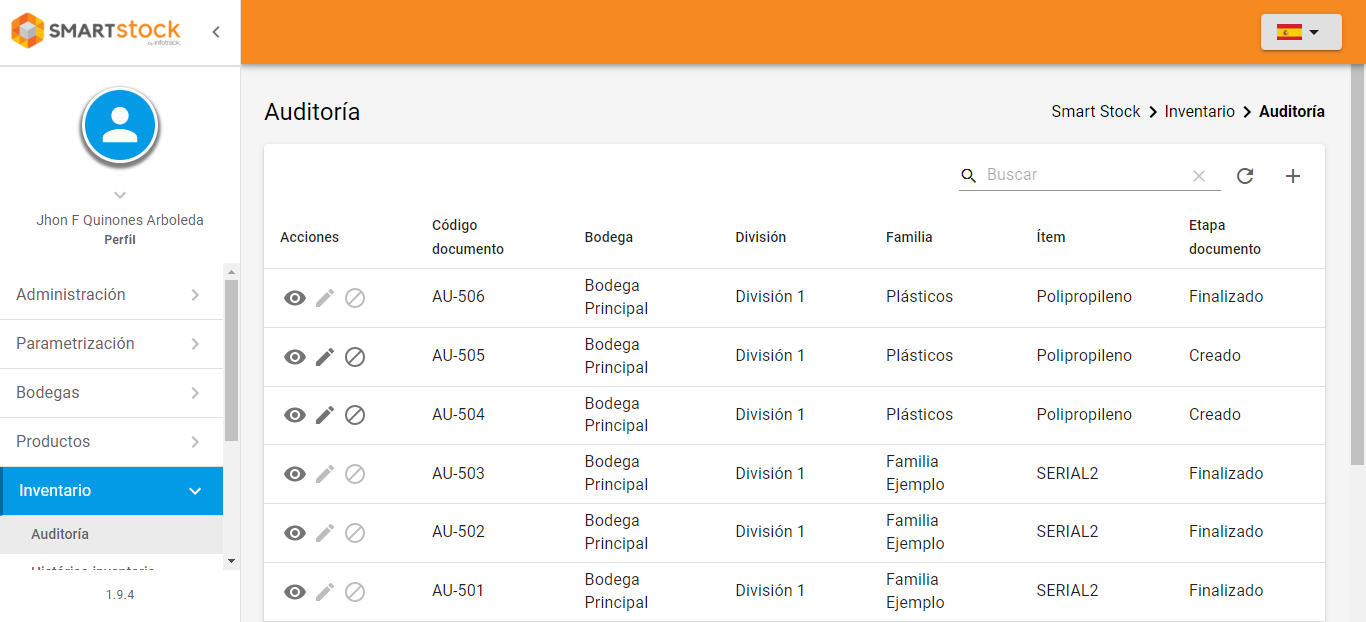 SMARTstock
by infotrack.
Jhon F Quinones Arboleda
Perfil
Administración
Parametrización
Bodegas
Productos
Inventario
Auditoría
Histórico inventario
1.9.4
Auditoría
Smart Stock > Inventario > Auditoría
Buscar
Acciones
Código
documento
Bodega
División
Familia
Ítem
Etapa
documento
AU-506
Bodega
Principal
División 1
Plásticos
Polipropileno
Finalizado
AU-505
Bodega
Principal
División 1
Plásticos
Polipropileno
Creado
AU-504
Bodega
Principal
División 1
Plásticos
Polipropileno
Creado
AU-503
Bodega
Principal
División 1
Familia
Ejemplo
SERIAL2
Finalizado
AU-502
Bodega
Principal
División 1
Familia
Ejemplo
SERIAL2
Finalizado
AU-501
Bodega
Principal
División 1
Familia
Ejemplo
SERIAL2
Finalizado